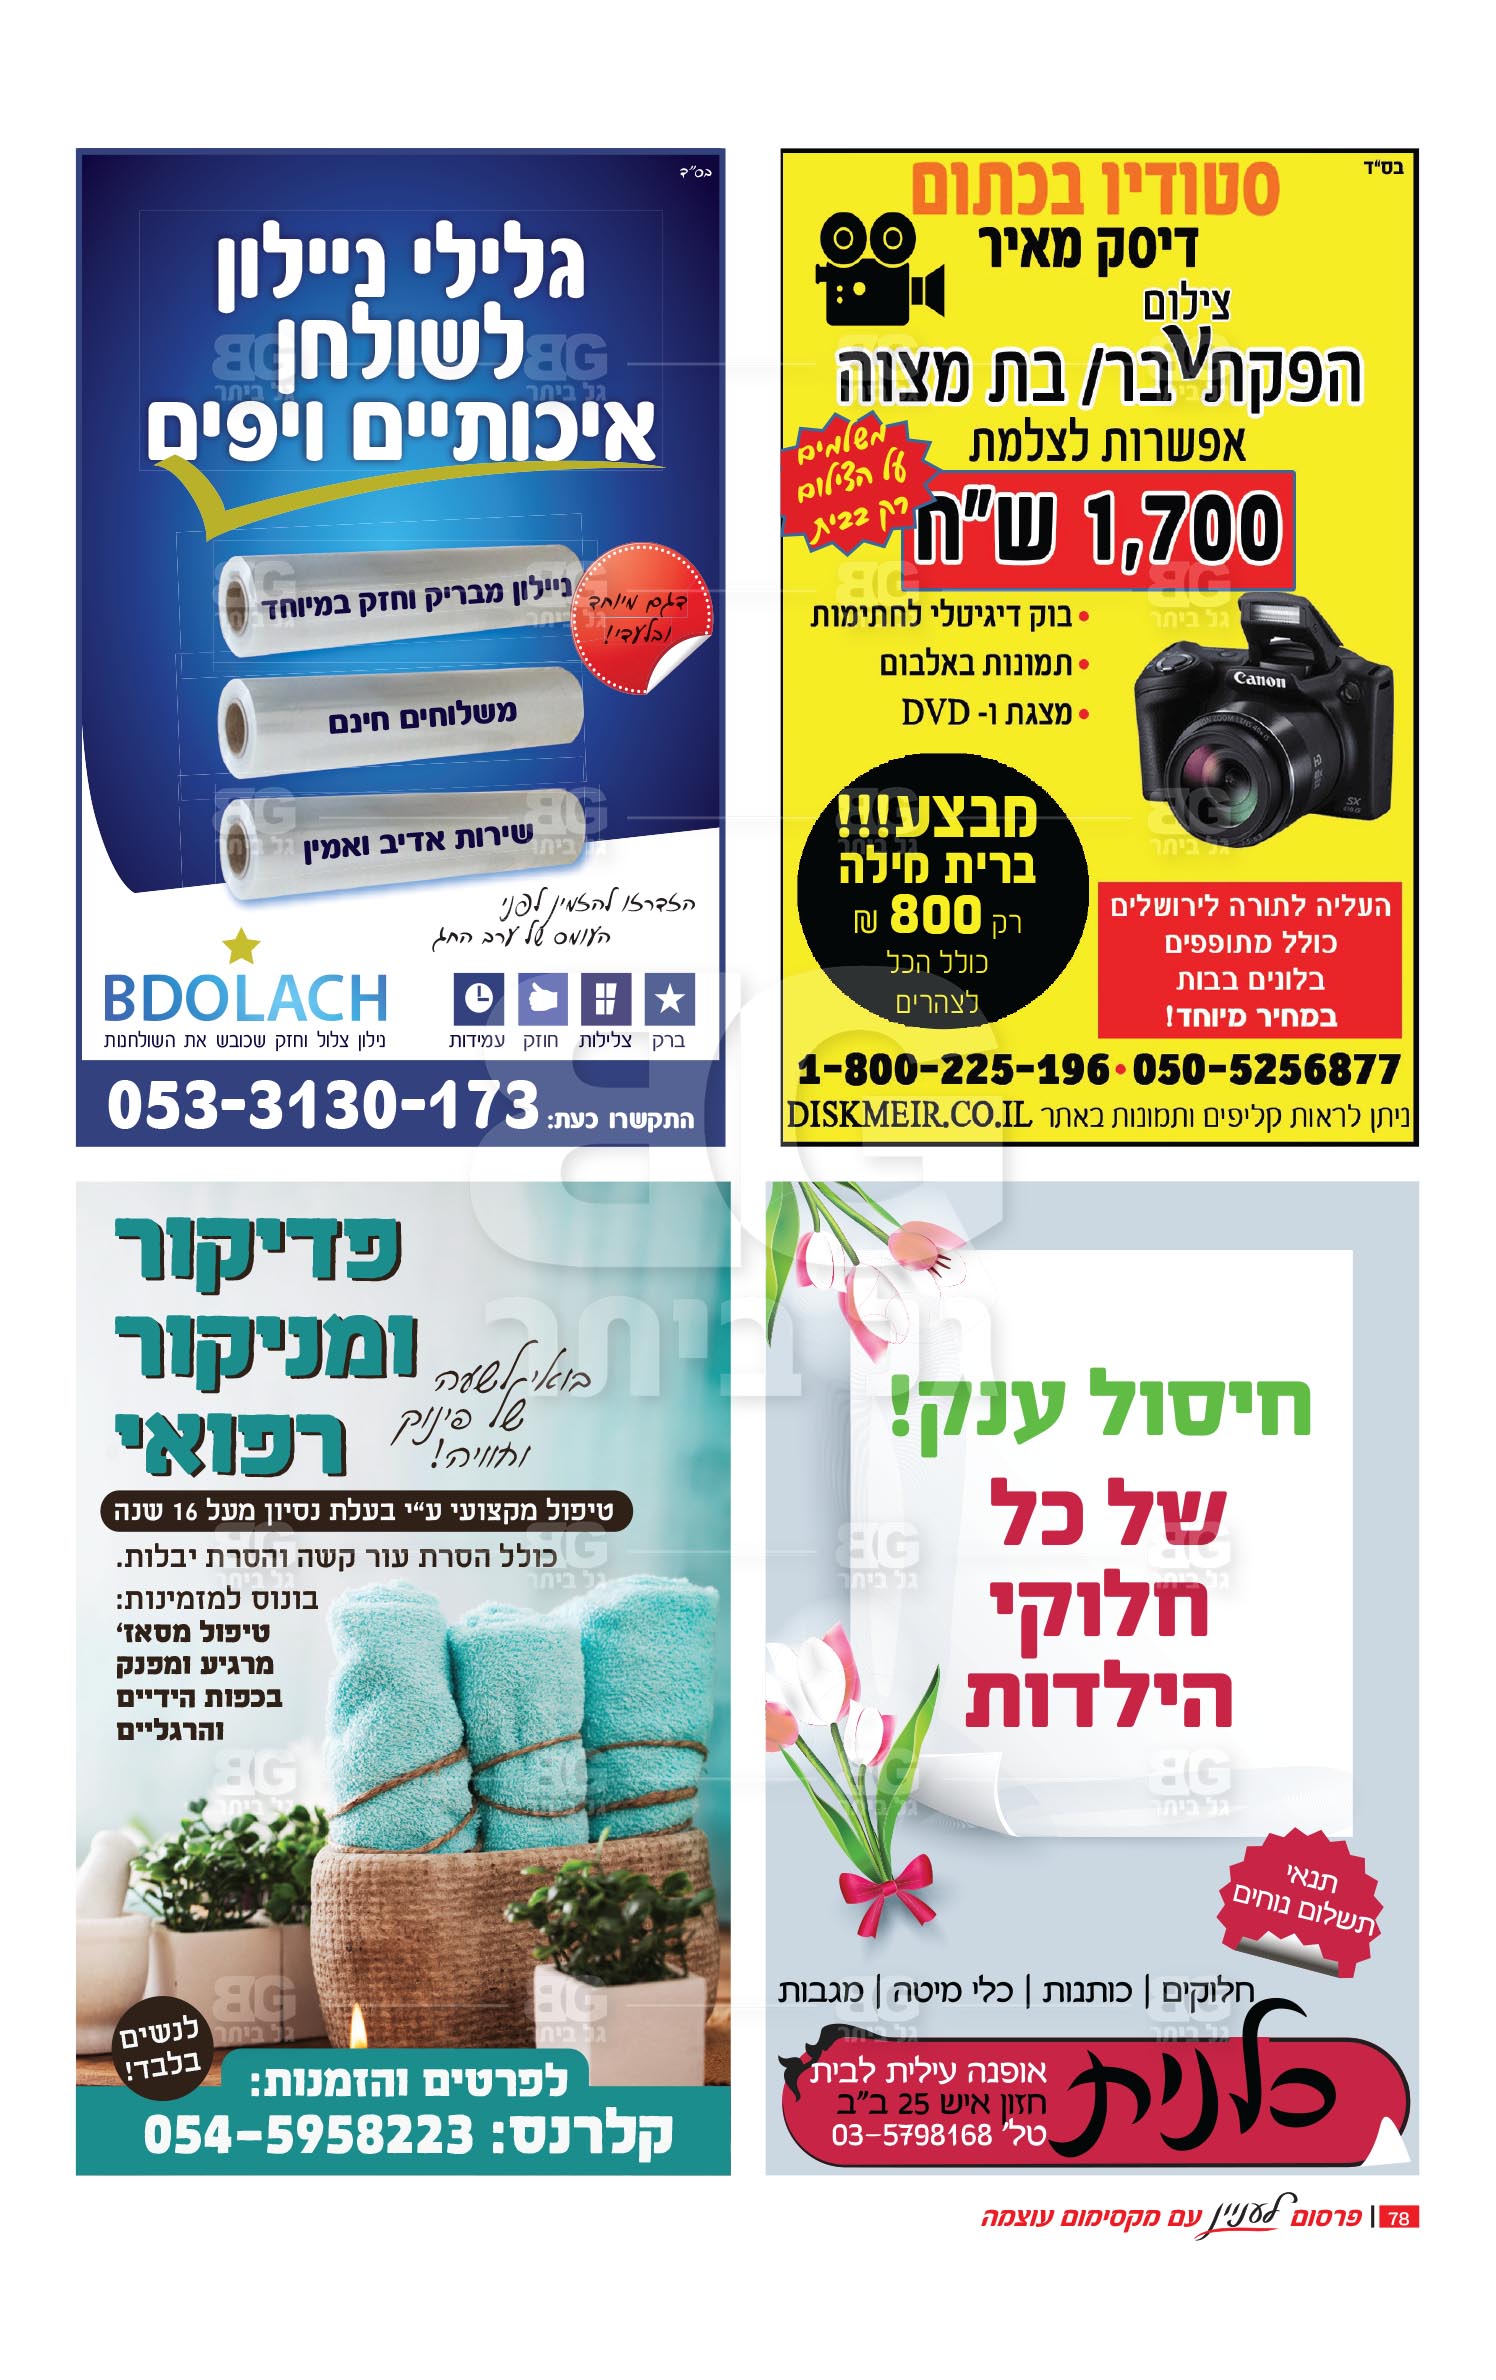 בס"ד
סטודיו בכתום
דיסק מאיר
צילום
הפקת בר/ בת מצוה
אפשרות לצלמת
1,700 ש"ח
משלמים
על הצילום
רק בבית
• בוק דיגיטלי לחתימות
• תמונות באלבום
• מצגת ו- DVD
Canon
מבצע!!!
ברית מילה
רק 800 ₪
כולל הכל
לצהרים
העליה לתורה לירושלים
כולל מתופפים
בלונים בבות
במחיר מיוחד!
1-800-225-196 • 050-5256877
ניתן לראות קליפים ותמונות באתר DISKMEIR.CO.IL
בס"ד
גלילי ניילון
לשולחן
איכותיים ויפים
ניילון מבריק וחזק במיוחד
דגם מיוחד
ובלעדי!
משלוחים חינם
שירות אדיב ואמין
הזדרזו להזמין לפני
העומס של ערב החג
BDOLACH
נילון צלול וחזק שכובש את השולחנות
ברק צלילות חוזק עמידות
התקשרו כעת: 053-3130-173
חיסול ענק!
של כל
חלוקי
הילדות
תנאי
תשלום נוחים
חלוקים | כותנות | כלי מיטה | מגבות
כלנית
אופנה עילית לבית
חזון איש 25 ב"ב
טל' 03-5798168
פדיקור
ומניקור
רפואי
בואי לשעה
של פינוק
וחוויה!
טיפול מקצועי ע"י בעלת נסיון מעל 16 שנה
כולל הסרת עור קשה והסרת יבלות.
בונוס למזמינות:
טיפול מסאז'
מרגיע ומפנק
בכפות הידיים
והרגליים
לנשים
בלבד!
לפרטים והזמנות:
קלרנס: 054-5958223
BG
גל ביתר
78 | פרסום לעניין עם מקסימום עוצמה